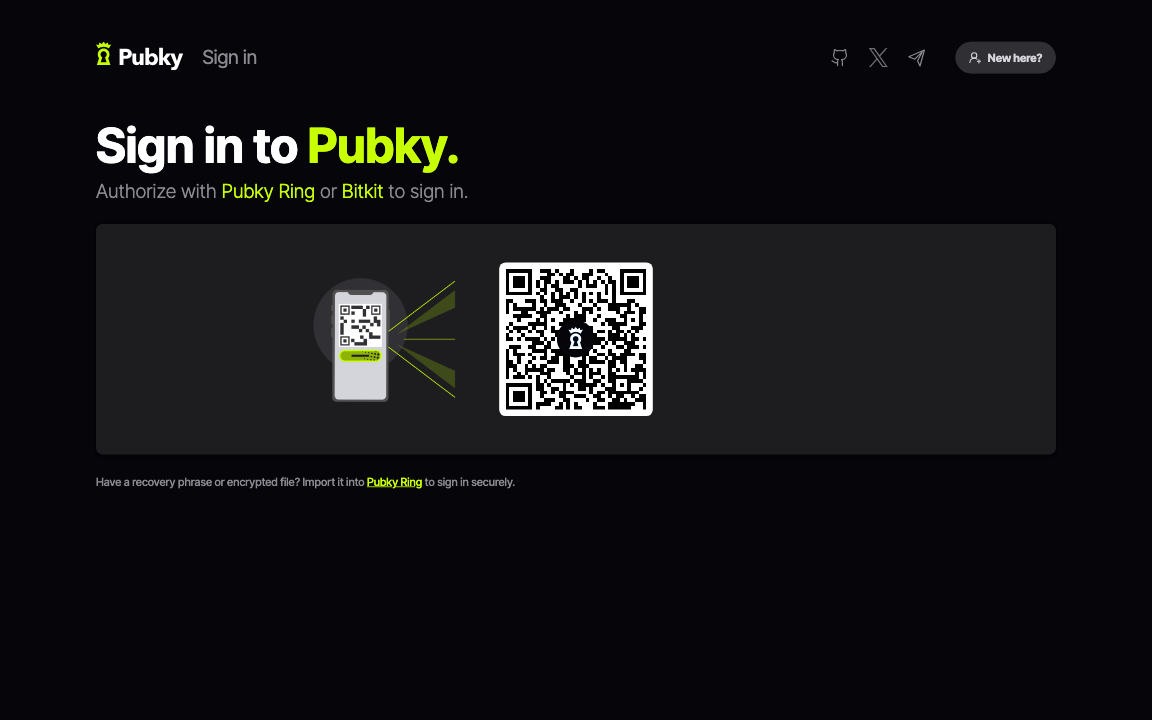 Pubky Sign in
New here?
Sign in to Pubky.
Authorize with Pubky Ring or Bitkit to sign in.
Have a recovery phrase or encrypted file? Import it into Pubky Ring to sign in securely.